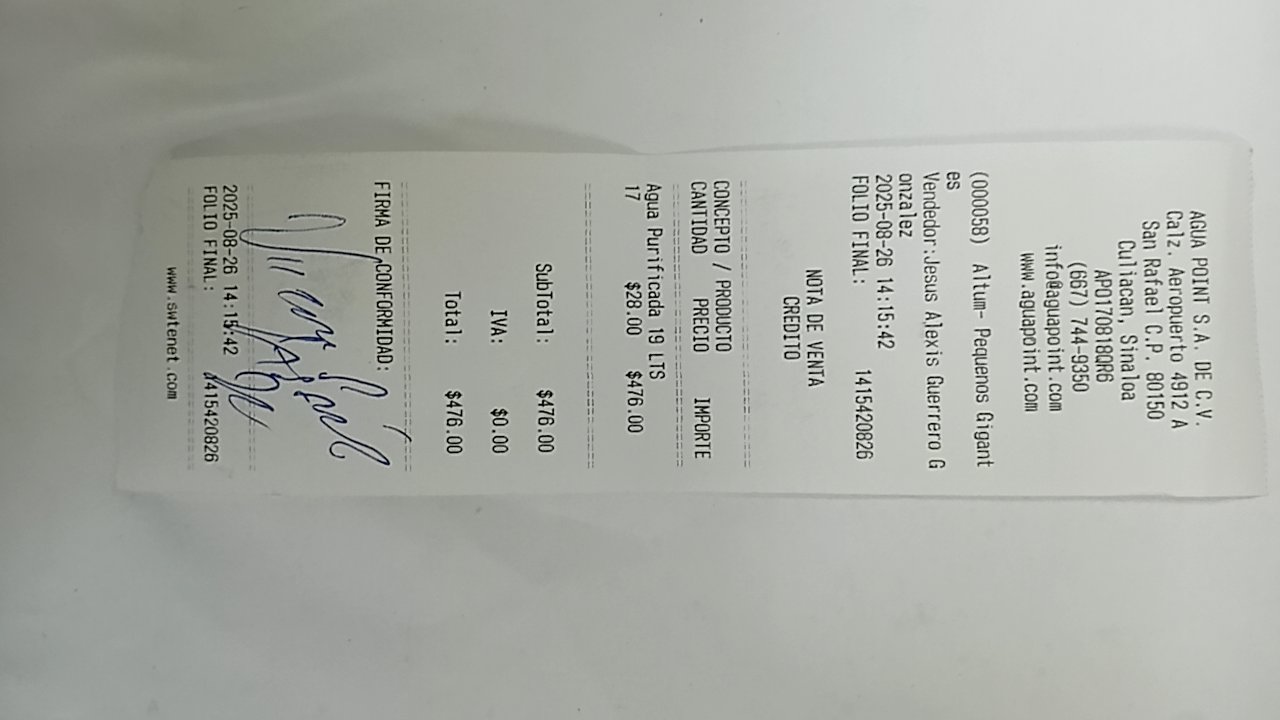 AGUA POINT S.A. DE C.V.
Calz. Aeropuerto 4912 A
San Rafael C.P. 80150
Culiacan, Sinaloa
APO170818QR6
(667) 744-9350
info@aguapoint.com
www.aguapoint.com
(000058) Altum- Pequenos Gigant
es
Vendedor:Jesus Alexis Guerrero G
onzalez
2025-08-26 14:15:42
FOLIO FINAL: 1415420826
NOTA DE VENTA
CREDITO
CONCEPTO / PRODUCTO
CANTIDAD PRECIO IMPORTE
Agua Purificada 19 LTS
17 $28.00 $476.00
SubTotal: $476.00
IVA: $0.00
Total: $476.00
FIRMA DE CONFORMIDAD:
2025-08-26 14:15:42
FOLIO FINAL: 1415420826
www.swtenet.com